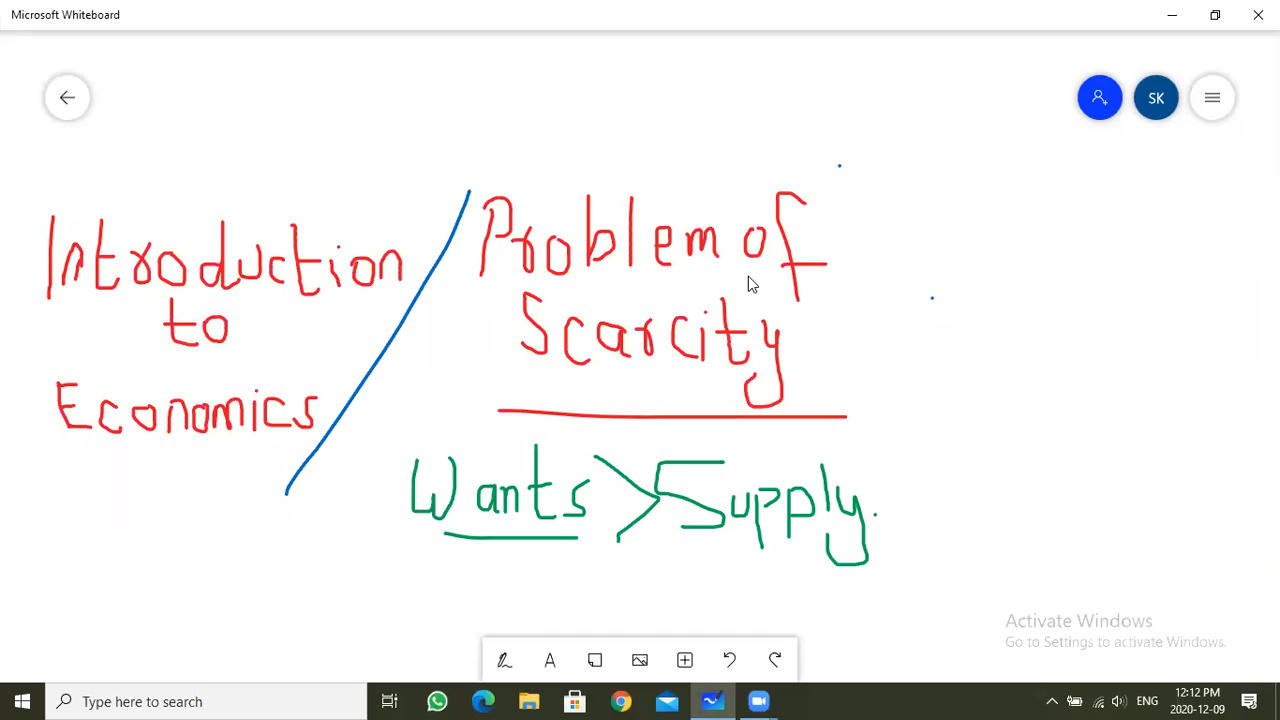 Microsoft Whiteboard
SK
Introduction
to
Economics
Problem of
Scarcity
Wants > Supply.
Activate Windows
Go to Settings to activate Windows.
Type here to search
ENG
12:12 PM
2020-12-09